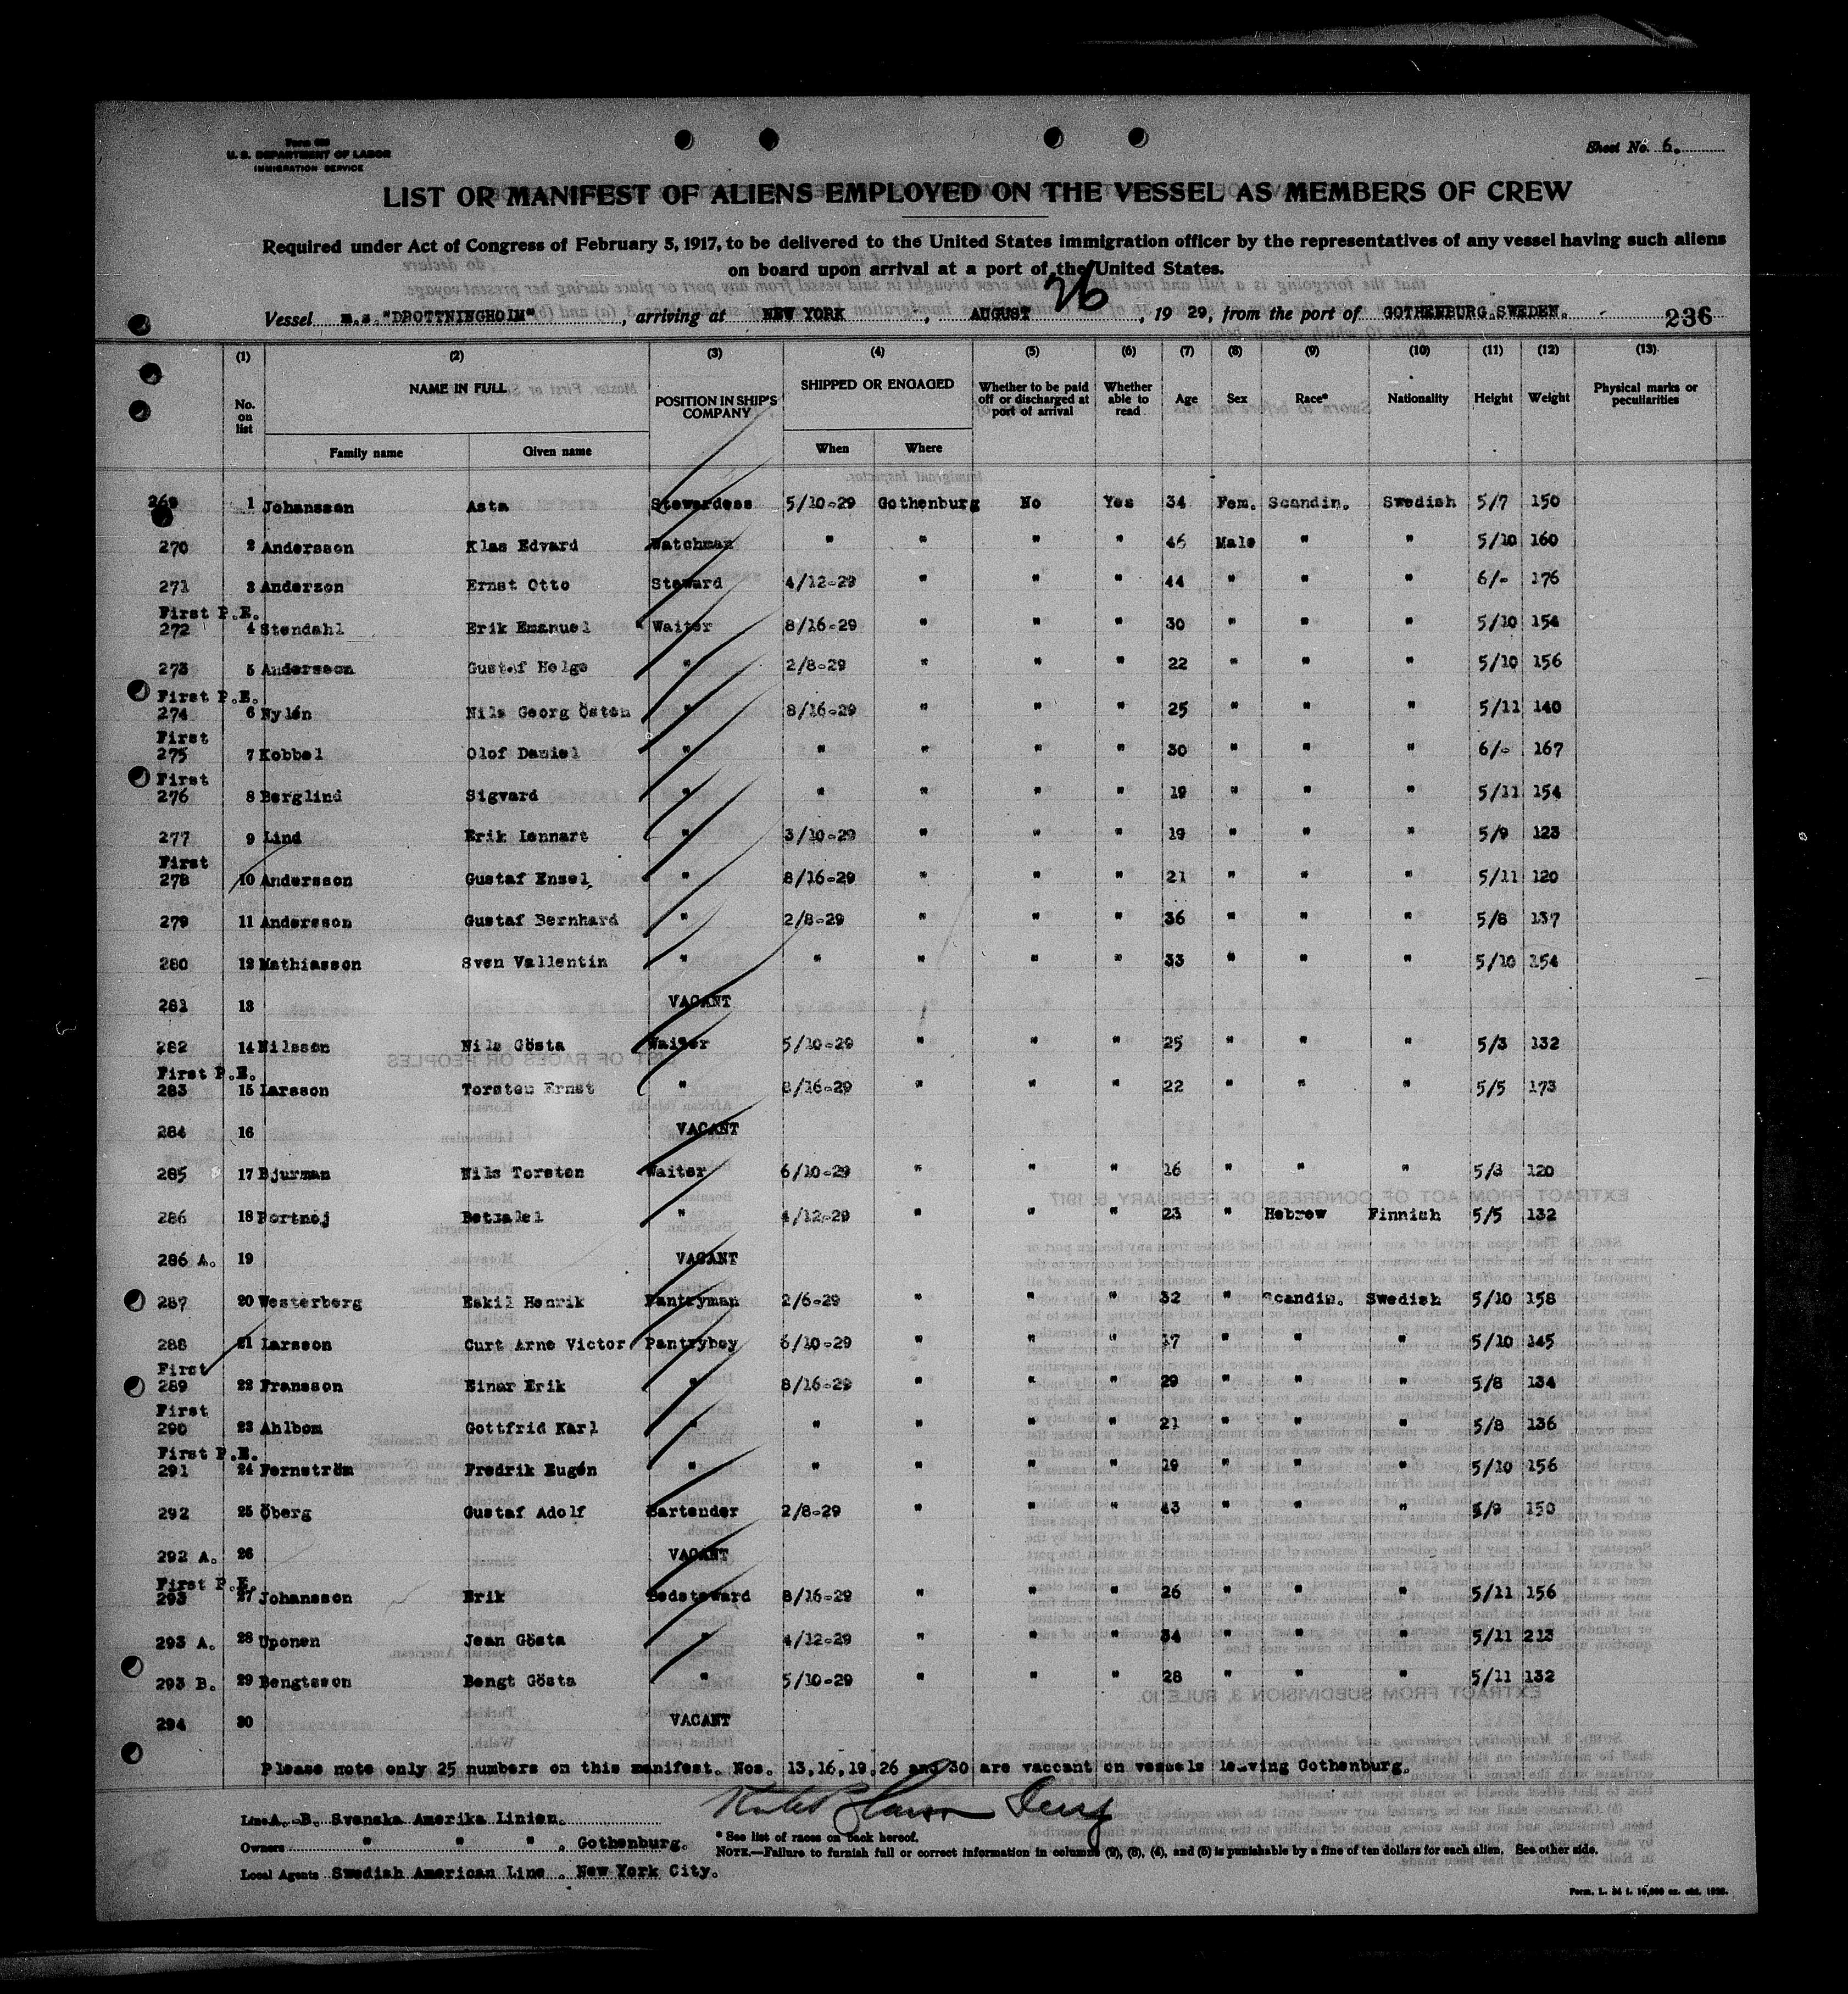 Form 680
U. S. DEPARTMENT OF LABOR
IMMIGRATION SERVICE
Sheet No. 6.
LIST OR MANIFEST OF ALIENS EMPLOYED ON THE VESSEL AS MEMBERS OF CREW
Required under Act of Congress of February 5, 1917, to be delivered to the United States immigration officer by the representatives of any vessel having such aliens
on board upon arrival at a port of the United States.
26
Vessel m.s. "DROTTNINGHOLM", arriving at NEW YORK, AUGUST, 19 29, from the port of GOTHENBURG.SWEDEN. 236
(1) (2) (3) (4) (5) (6) (7) (8) (9) (10) (11) (12) (13)
No. on list NAME IN FULL POSITION IN SHIP'S COMPANY SHIPPED OR ENGAGED Whether to be paid off or discharged at port of arrival Whether able to read Age Sex Race* Nationality Height Weight Physical marks or peculiarities
Family name Given name When Where
269 1 Johansson Asta Stewardess 5/10-29 Gothenburg No Yes 34 Fem. Scandin. Swedish 5/7 150
270 2 Andersson Klas Edvard Watchman " " " " 46 Male " " 5/10 160
271 3 Anderzon Ernst Otto Steward 4/12-29 " " " 44 " " " 6/- 176
First P.E.
272 4 Stendahl Erik Emanuel Waiter 8/16-29 " " " 30 " " " 5/10 154
273 5 Andersson Gustaf Helge " 2/8-29 " " " 22 " " " 5/10 156
First P.E.
274 6 Nylén Nils Georg Östen " 8/16-29 " " " 25 " " " 5/11 140
First
275 7 Kobbel Olof Daniel " " " " " 30 " " " 6/- 167
First
276 8 Berglind Sigvard " " " " " 19 " " " 5/11 154
277 9 Lind Erik Lennart " 3/10-29 " " " 19 " " " 5/9 123
First
278 10 Andersson Gustaf Ensel " 8/16-29 " " " 21 " " " 5/11 120
279 11 Andersson Gustaf Bernhard " 2/8-29 " " " 36 " " " 5/8 137
280 12 Mathiasson Sven Vallentin " " " " " 33 " " " 5/10 154
281 13 VACANT
282 14 Nilsson Nils Gösta Waiter 5/10-29 " " " 25 " " " 5/3 132
First P.E.
283 15 Larsson Torsten Ernst " 8/16-29 " " " 22 " " " 5/5 173
284 16 VACANT
285 17 Bjurman Nils Torsten Waiter 6/10-29 " " " 16 " " " 5/3 120
286 18 Portnoj Betzalel " 4/12-29 " " " 23 " Hebrew Finnish 5/5 132
286 A. 19 VACANT
287 20 Westerberg Eskil Henrik Pantryman 2/6-29 " " " 32 " Scandin. Swedish 5/10 158
288 21 Larsson Curt Arne Victor Pantryboy 6/10-29 " " " 17 " " " 5/10 145
First
289 22 Fransson Einar Erik " 8/16-29 " " " 29 " " " 5/8 134
First
290 23 Ahlbom Gottfrid Karl " " " " " 21 " " " 5/8 136
First P.E.
291 24 Fernström Fredrik Eugén " " " " " 19 " " " 5/10 156
292 25 Öberg Gustaf Adolf Bartender 2/8-29 " " " 43 " " " 5/9 150
292 A. 26 VACANT
First P.E.
293 27 Johansson Erik Bedsteward 8/16-29 " " " 26 " " " 5/11 156
293 A. 28 Uponen Jean Gösta " 4/12-29 " " " 34 " " " 5/11 213
293 B. 29 Bengtsson Bengt Gösta " 5/10-29 " " " 28 " " " 5/11 132
294 30 VACANT
Please note only 25 numbers on this manifest. Nos. 13,16,19,26 and 30 are vaccant on vessels leaving Gothenburg.
Line A.-B. Svenska Amerika Linien.
Owners " " " . Gothenburg.
Local Agents Swedish American Line . New York City.
* See list of races on back hereof.
NOTE.—Failure to furnish full or correct information in columns (2), (3), (4), and (5) is punishable by a fine of ten dollars for each alien. See other side.